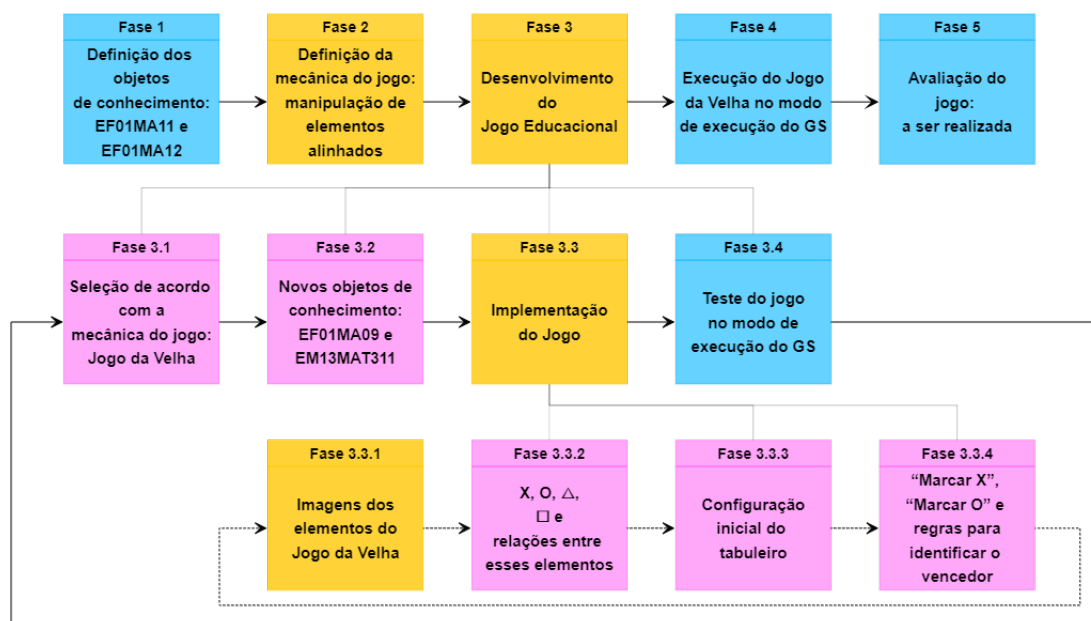 Fase 1
Definição dos
objetos
de conhecimento:
EF01MA11 e
EF01MA12
Fase 2
Definição da
mecânica do jogo:
manipulação de
elementos
alinhados
Fase 3
Desenvolvimento
do
Jogo Educacional
Fase 4
Execução do Jogo
da Velha no modo
de execução do GS
Fase 5
Avaliação do
jogo:
a ser realizada
Fase 3.1
Seleção de acordo
com a
mecânica do jogo:
Jogo da Velha
Fase 3.2
Novos objetos de
conhecimento:
EF01MA09 e
EM13MAT311
Fase 3.3
Implementação
do Jogo
Fase 3.4
Teste do jogo
no modo de
execução do GS
Fase 3.3.1
Imagens dos
elementos do
Jogo da Velha
Fase 3.3.2
X, O, △,
□ e
relações entre
esses elementos
Fase 3.3.3
Configuração
inicial do
tabuleiro
Fase 3.3.4
“Marcar X”,
“Marcar O” e
regras para
identificar o
vencedor